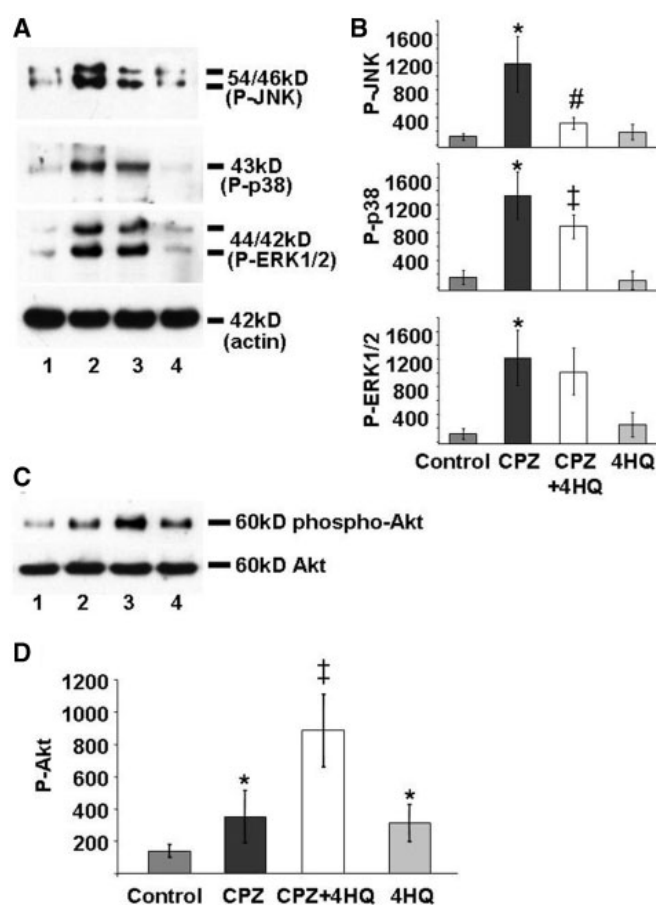 A
54/46kD
(P-JNK)
43kD
(P-p38)
44/42kD
(P-ERK1/2)
42kD
(actin)
1 2 3 4
B
P-JNK
1600
1200
800
400
*
#
P-p38
1600
1200
800
400
*
‡
P-ERK1/2
1600
1200
800
400
*
Control CPZ CPZ 4HQ
+4HQ
C
60kD phospho-Akt
60kD Akt
1 2 3 4
D
P-Akt
1200
1000
800
600
400
200
*
‡
*
Control CPZ CPZ+4HQ 4HQ